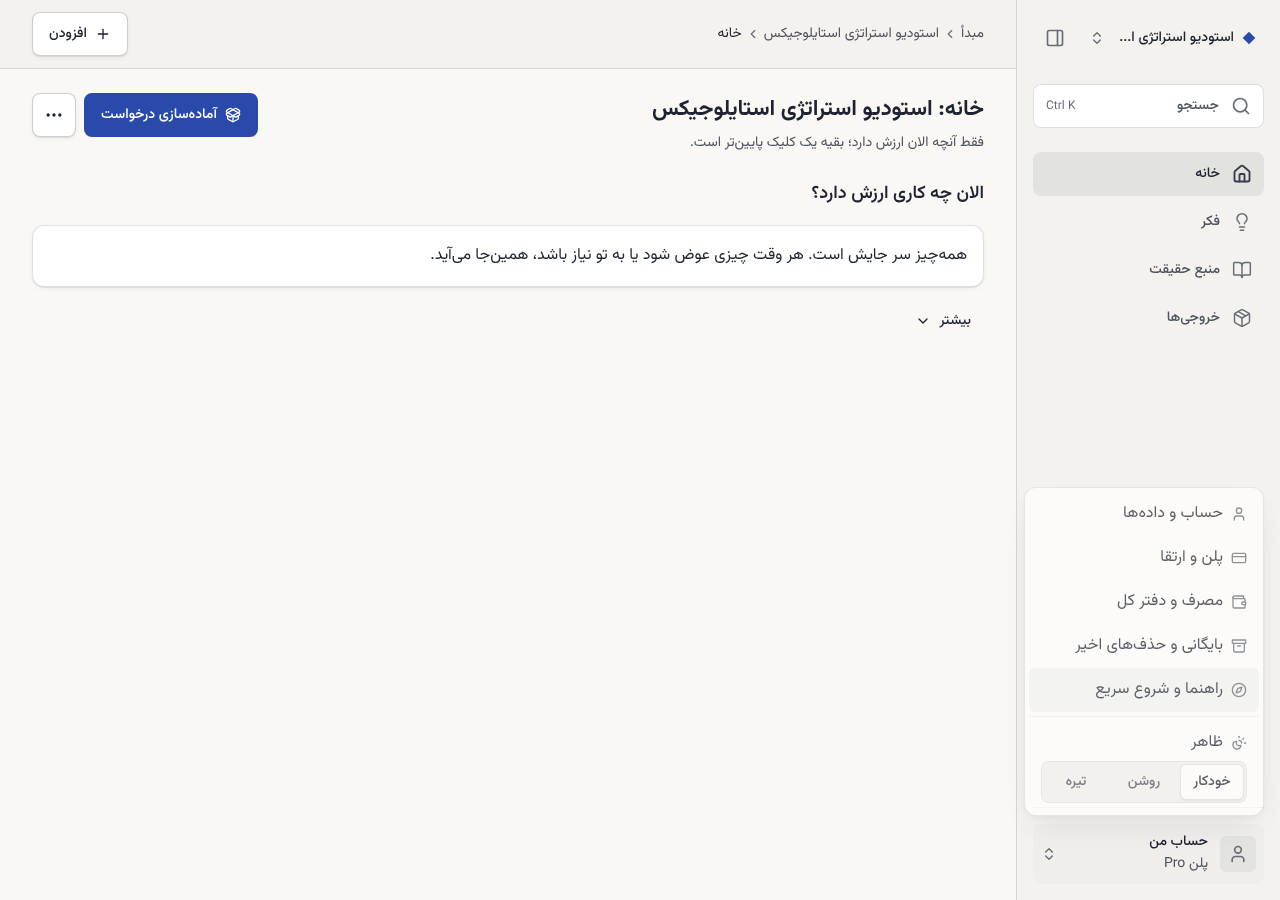 استودیو استراتژی ا...
جستجو
Ctrl K
خانه
فکر
منبع حقیقت
خروجی‌ها
حساب و داده‌ها
پلن و ارتقا
مصرف و دفتر کل
بایگانی و حذف‌های اخیر
راهنما و شروع سریع
ظاهر
خودکار
روشن
تیره
حساب من
پلن Pro
مبدأ
استودیو استراتژی استایلوجیکس
خانه
افزودن
خانه: استودیو استراتژی استایلوجیکس
فقط آنچه الان ارزش دارد؛ بقیه یک کلیک پایین‌تر است.
آماده‌سازی درخواست
الان چه کاری ارزش دارد؟
همه‌چیز سر جایش است. هر وقت چیزی عوض شود یا به تو نیاز باشد، همین‌جا می‌آید.
بیشتر